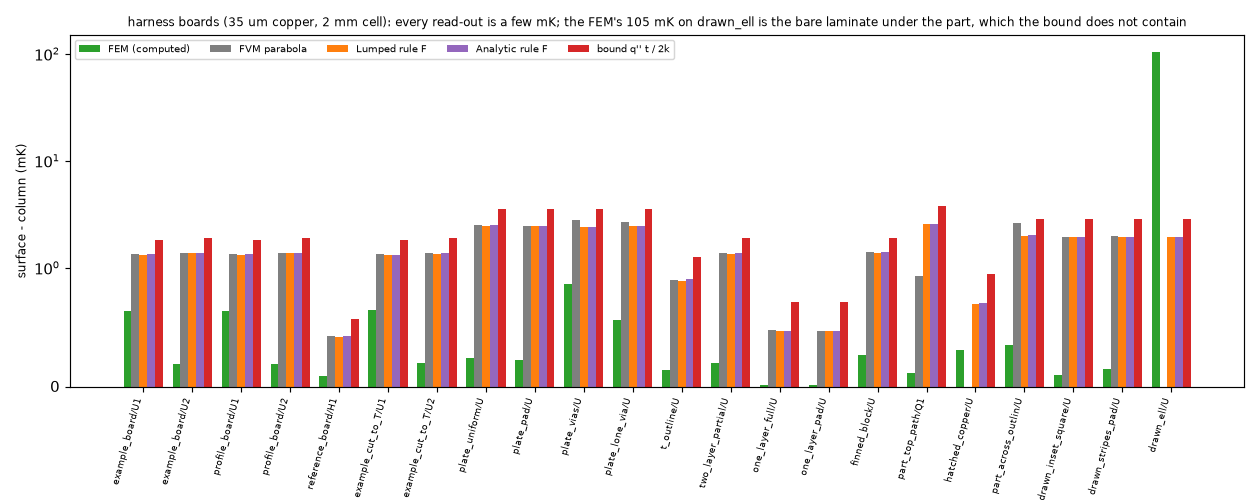 harness boards (35 um copper, 2 mm cell): every read-out is a few mK; the FEM's 105 mK on drawn_ell is the bare laminate under the part, which the bound does not contain
FEM (computed)
FVM parabola
Lumped rule F
Analytic rule F
bound q'' t / 2k
surface - column (mK)
10²
10¹
10⁰
0
example_board/U1
example_board/U2
profile_board/U1
profile_board/U2
reference_board/H1
example_cut_to_T/U1
example_cut_to_T/U2
plate_uniform/U
plate_pad/U
plate_vias/U
plate_lone_via/U
t_outline/U
two_layer_partial/U
one_layer_full/U
one_layer_pad/U
finned_block/U
part_top_path/Q1
hatched_copper/U
part_across_outlin/U
drawn_inset_square/U
drawn_stripes_pad/U
drawn_ell/U